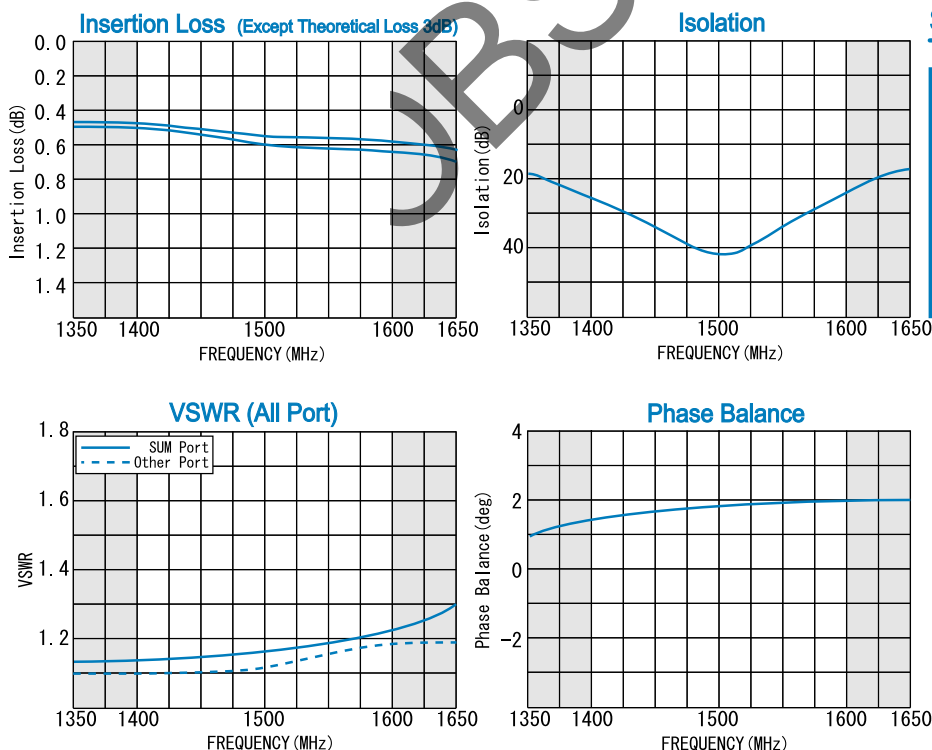 Insertion Loss (Except Theoretical Loss 3dB)
0.0
0.2
0.4
0.6
0.8
1.0
1.2
1.4
Insertion Loss(dB)
1350 1400 1500 1600 1650
FREQUENCY(MHz)
Isolation
0
20
40
Isolation(dB)
1350 1400 1500 1600 1650
FREQUENCY(MHz)
VSWR (All Port)
SUM Port
Other Port
1.8
1.6
1.4
1.2
VSWR
1350 1400 1500 1600 1650
FREQUENCY(MHz)
Phase Balance
4
2
0
-2
Phase Balance(deg)
1350 1400 1500 1600 1650
FREQUENCY(MHz)